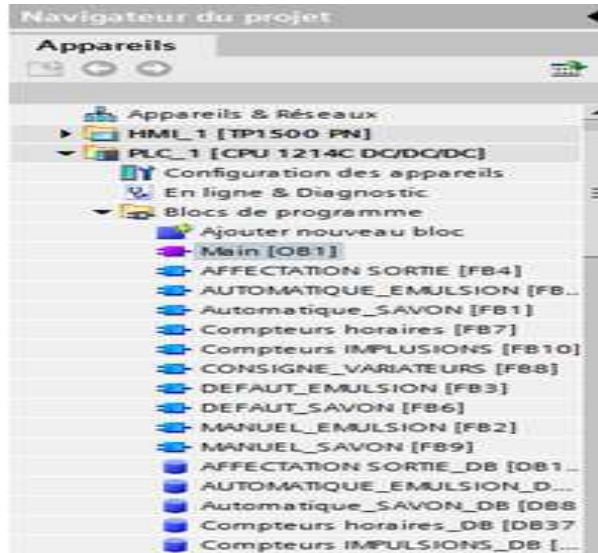 Navigateur du projet
Appareils
Appareils & Réseaux
HMI_1 [TP1500 PN]
PLC_1 [CPU 1214C DC/DC/DC]
Configuration des appareils
En ligne & Diagnostic
Blocs de programme
Ajouter nouveau bloc
Main [OB1]
AFFECTATION SORTIE [FB4]
AUTOMATIQUE_EMULSION [FB...
Automatique_SAVON [FB1]
Compteurs horaires [FB7]
Compteurs IMPLUSIONS [FB10]
CONSIGNE_VARIATEURS [FB8]
DEFAUT_EMULSION [FB3]
DEFAUT_SAVON [FB6]
MANUEL_EMULSION [FB2]
MANUEL_SAVON [FB9]
AFFECTATION SORTIE_DB [DB1...
AUTOMATIQUE_EMULSION_D...
Automatique_SAVON_DB [DB8
Compteurs horaires_DB [DB37
Compteurs IMPULSIONS_DB [...